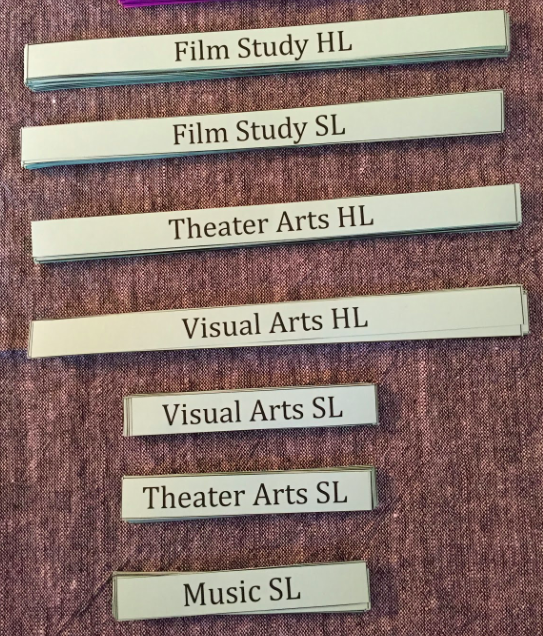 Film Study HL
Film Study SL
Theater Arts HL
Visual Arts HL
Visual Arts SL
Theater Arts SL
Music SL